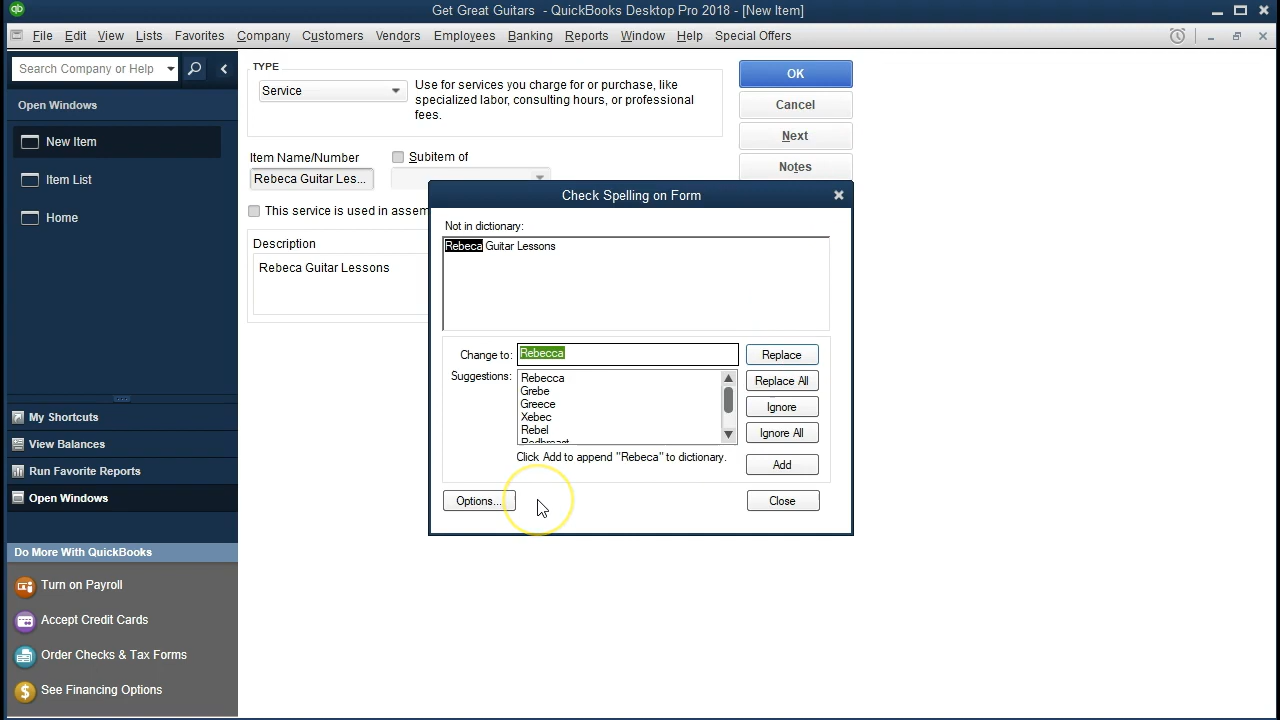 qb
Get Great Guitars - QuickBooks Desktop Pro 2018 - [New Item]
File Edit View Lists Favorites Company Customers Vendors Employees Banking Reports Window Help Special Offers
Search Company or Help
Open Windows
New Item
Item List
Home
My Shortcuts
View Balances
Run Favorite Reports
Open Windows
Do More With QuickBooks
Turn on Payroll
Accept Credit Cards
Order Checks & Tax Forms
See Financing Options
TYPE
Service
Use for services you charge for or purchase, like
specialized labor, consulting hours, or professional
fees.
OK
Cancel
Next
Notes
Item Name/Number
Subitem of
Rebeca Guitar Les...
This service is used in assem
Description
Rebeca Guitar Lessons
Check Spelling on Form
Not in dictionary:
Rebeca Guitar Lessons
Change to: Rebecca
Replace
Suggestions:
Rebecca
Grebe
Greece
Xebec
Rebel
Redbreast
Replace All
Ignore
Ignore All
Click Add to append "Rebeca" to dictionary.
Add
Options...
Close